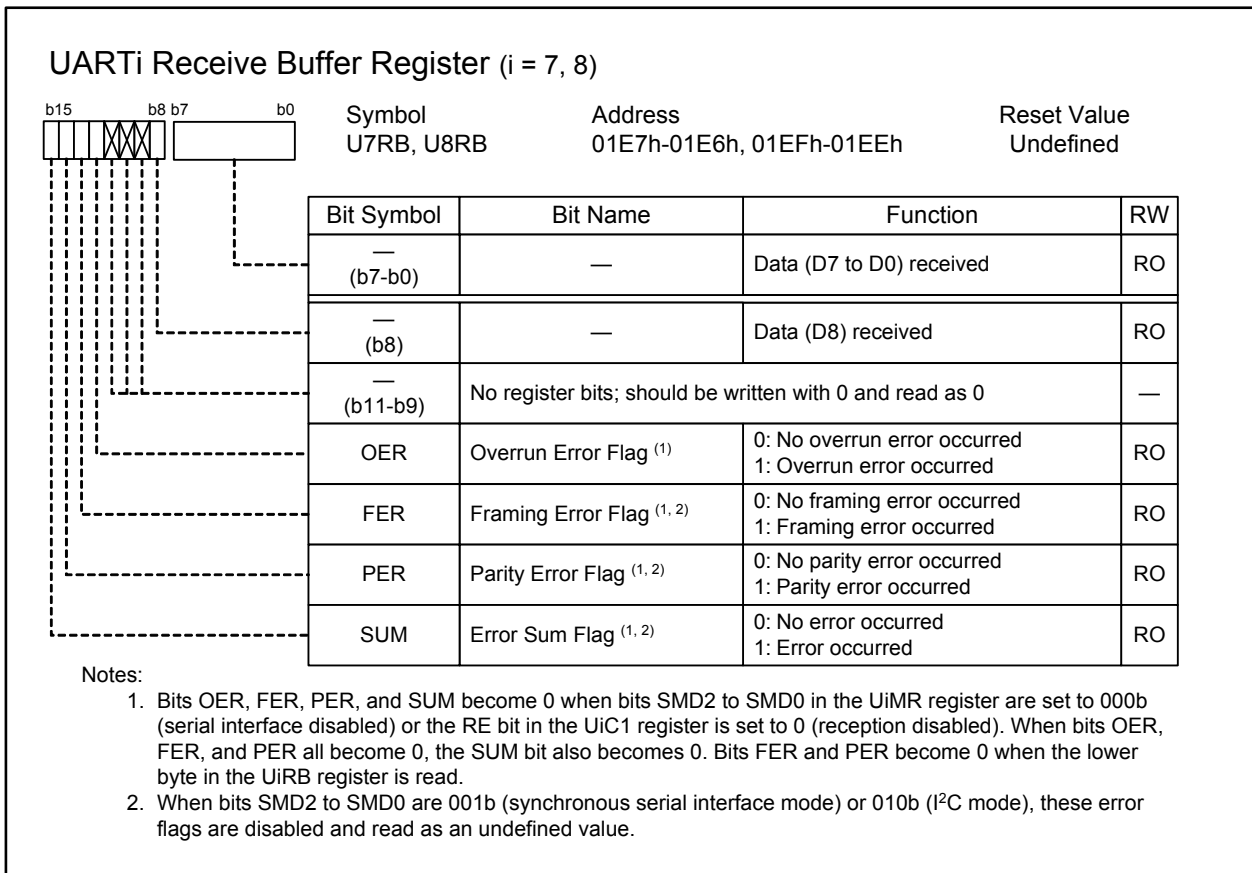 UARTi Receive Buffer Register (i = 7, 8)
b15 b8 b7 b0
Symbol Address Reset Value
U7RB, U8RB 01E7h-01E6h, 01EFh-01EEh Undefined
Bit Symbol Bit Name Function RW
— (b7-b0) — Data (D7 to D0) received RO
— (b8) — Data (D8) received RO
— (b11-b9) No register bits; should be written with 0 and read as 0 —
OER Overrun Error Flag (1) 0: No overrun error occurred
1: Overrun error occurred RO
FER Framing Error Flag (1, 2) 0: No framing error occurred
1: Framing error occurred RO
PER Parity Error Flag (1, 2) 0: No parity error occurred
1: Parity error occurred RO
SUM Error Sum Flag (1, 2) 0: No error occurred
1: Error occurred RO
Notes:
1. Bits OER, FER, PER, and SUM become 0 when bits SMD2 to SMD0 in the UiMR register are set to 000b
(serial interface disabled) or the RE bit in the UiC1 register is set to 0 (reception disabled). When bits OER,
FER, and PER all become 0, the SUM bit also becomes 0. Bits FER and PER become 0 when the lower
byte in the UiRB register is read.
2. When bits SMD2 to SMD0 are 001b (synchronous serial interface mode) or 010b (I²C mode), these error
flags are disabled and read as an undefined value.